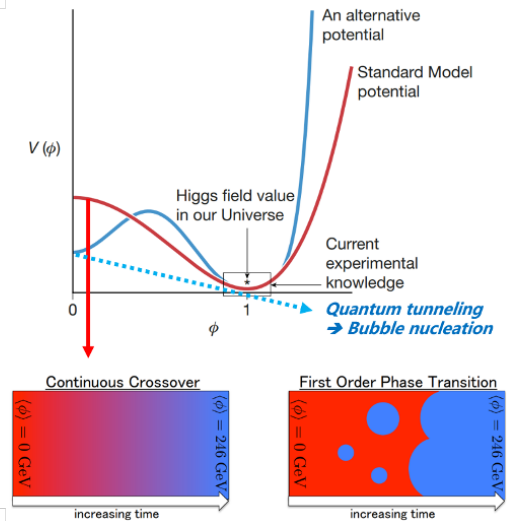 An alternative
potential
Standard Model
potential
V (ϕ)
Higgs field value
in our Universe
*
Current
experimental
knowledge
0
1
ϕ
Quantum tunneling
➔ Bubble nucleation
Continuous Crossover
First Order Phase Transition
⟨ϕ⟩ = 0 GeV
⟨ϕ⟩ = 246 GeV
⟨ϕ⟩ = 0 GeV
⟨ϕ⟩ = 246 GeV
increasing time
increasing time